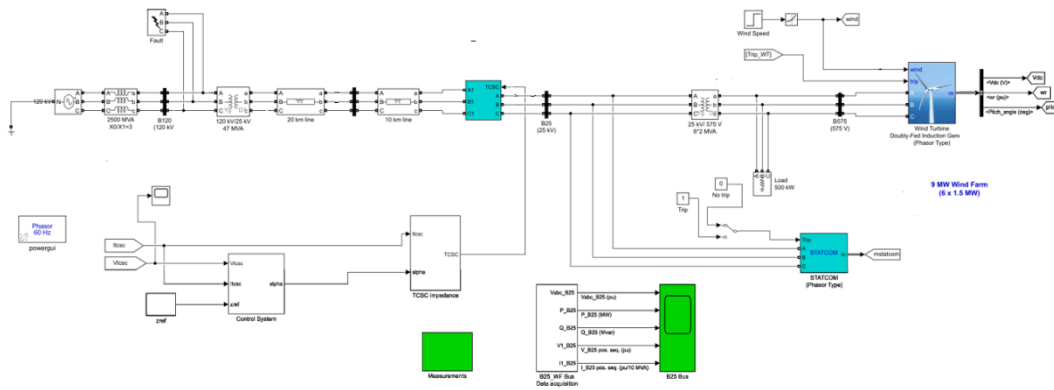 Fault
A
B
C
120 kV
N
A
B
C
2500 MVA
X0/X1=3
B120
(120 kV
120 kV/25 kV
47 MVA
20 km line
10 km line
A1
B1
C1
TCSC
B25
(25 kV)
25 kV/ 575 V
6*2 MVA
B575
(575 V)
Wind Speed
wind
[Trip_WT]
wind
trip
A
B
C
m
Wind Turbine
Doubly-Fed Induction Gen
(Phasor Type)
<Vdc (V)>
Vdc
<wr (pu)>
wr
<Pitch_angle (deg)>
pitc
Load
500 kW
9 MW Wind Farm
(6 x 1.5 MW)
0
No trip
1
Trip
Trip
A
B
C
STATCOM
m
STATCOM
(Phasor Type)
mstatcom
Phasor
60 Hz
powergui
Itcsc
Vtcsc
zref
Vtcsc
Itcsc
zref
alpha
Control System
Itcsc
alpha
TCSC
TCSC Impedance
Measurements
Vabc_B25
P_B25
Q_B25
V1_B25
I1_B25
Vabc_B25 (pu)
P_B25 (MW)
Q_B25 (Mvar)
V_B25 pos. seq. (pu)
I_B25 pos. seq. (pu/10 MVA)
B25_WF Bus
Data acquisition
B25 Bus